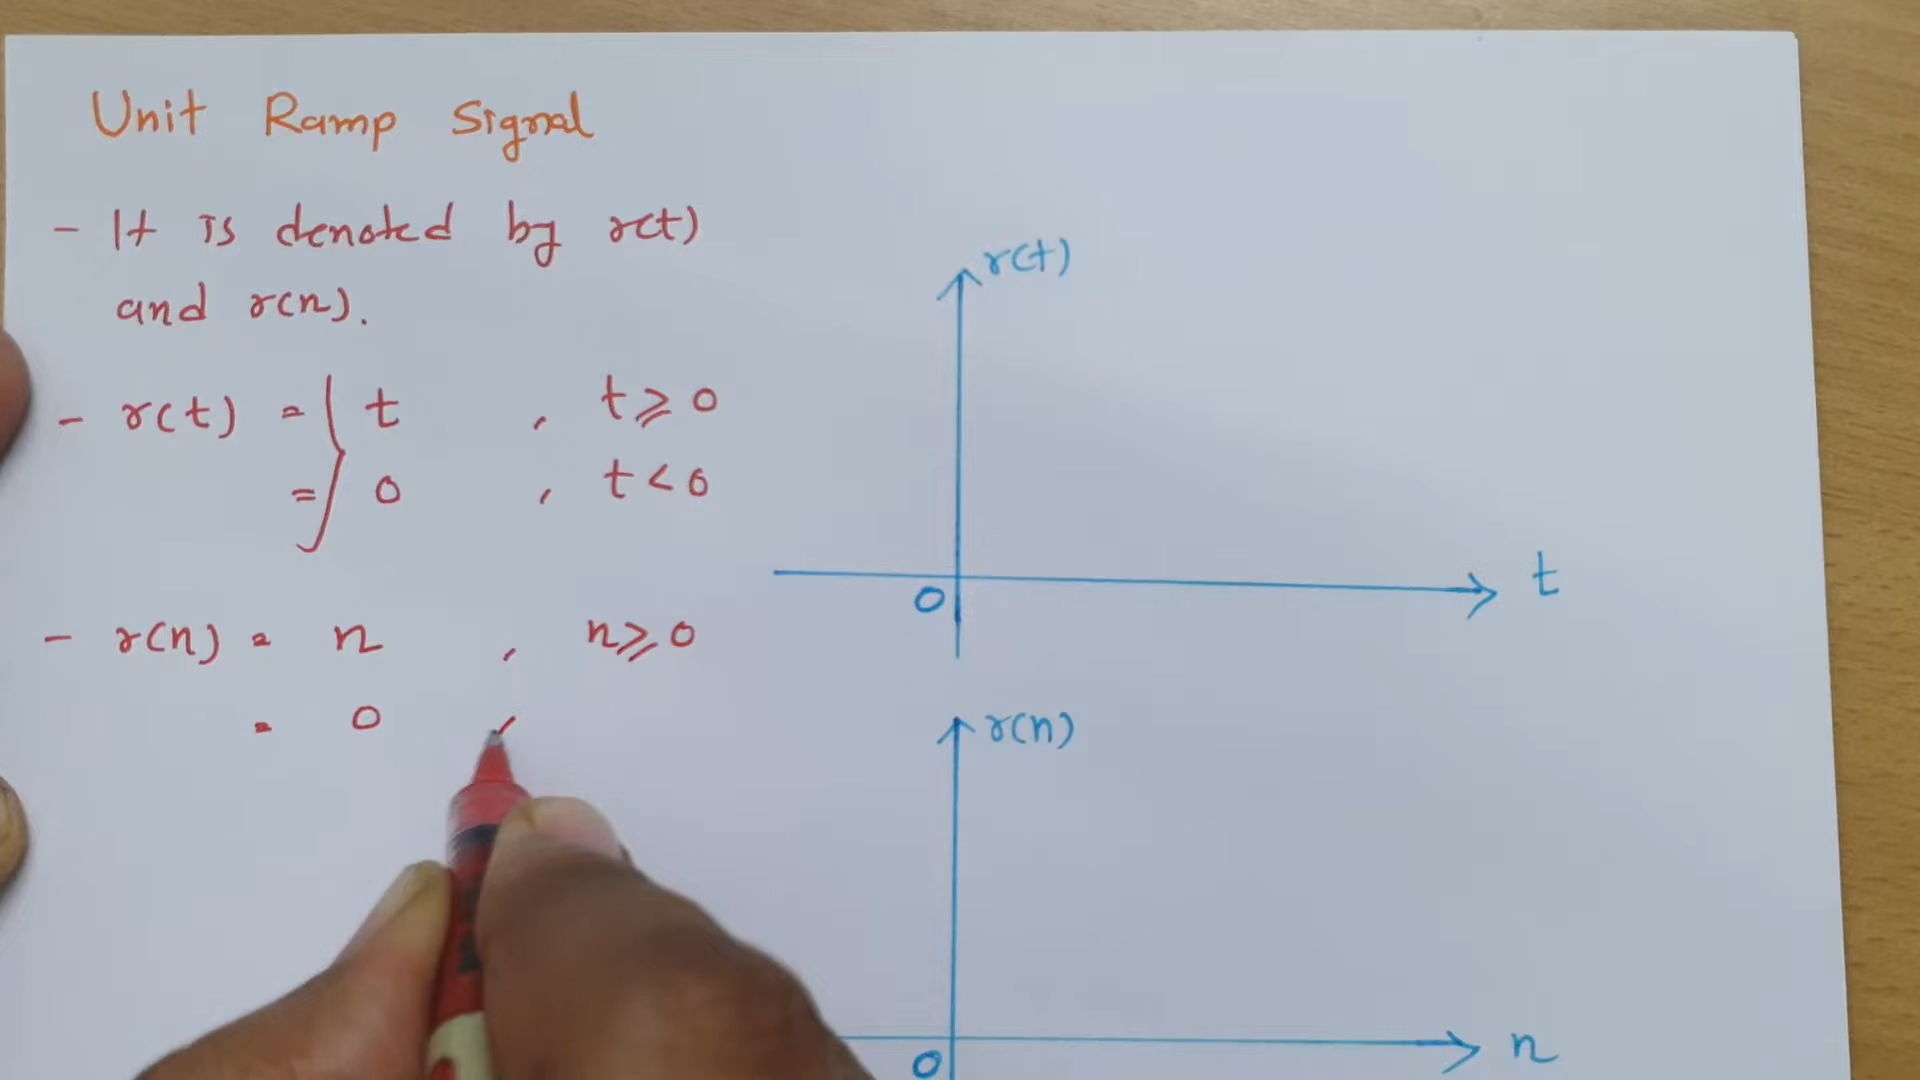 Unit Ramp Signal
- It is denoted by r(t)
and r(n).
- r(t) = { t , t ⩾ 0
= 0 , t < 0
- r(n) = n , n ⩾ 0
= 0 ,
r(t)
0
t
r(n)
0
n